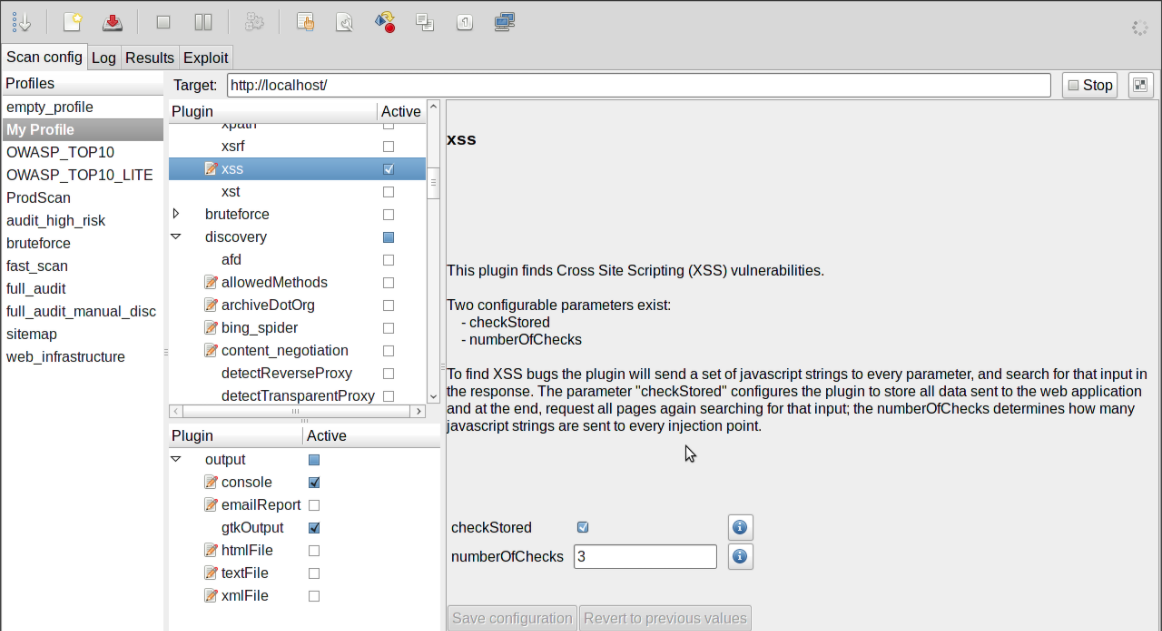 Scan config Log Results Exploit
Profiles
empty_profile
My Profile
OWASP_TOP10
OWASP_TOP10_LITE
ProdScan
audit_high_risk
bruteforce
fast_scan
full_audit
full_audit_manual_disc
sitemap
web_infrastructure
Target: http://localhost/ Stop
Plugin Active
xpath
xsrf
xss
xst
bruteforce
discovery
afd
allowedMethods
archiveDotOrg
bing_spider
content_negotiation
detectReverseProxy
detectTransparentProxy
Plugin Active
output
console
emailReport
gtkOutput
htmlFile
textFile
xmlFile
xss
This plugin finds Cross Site Scripting (XSS) vulnerabilities.
Two configurable parameters exist:
- checkStored
- numberOfChecks
To find XSS bugs the plugin will send a set of javascript strings to every parameter, and search for that input in
the response. The parameter "checkStored" configures the plugin to store all data sent to the web application
and at the end, request all pages again searching for that input; the numberOfChecks determines how many
javascript strings are sent to every injection point.
checkStored
numberOfChecks 3
Save configuration Revert to previous values